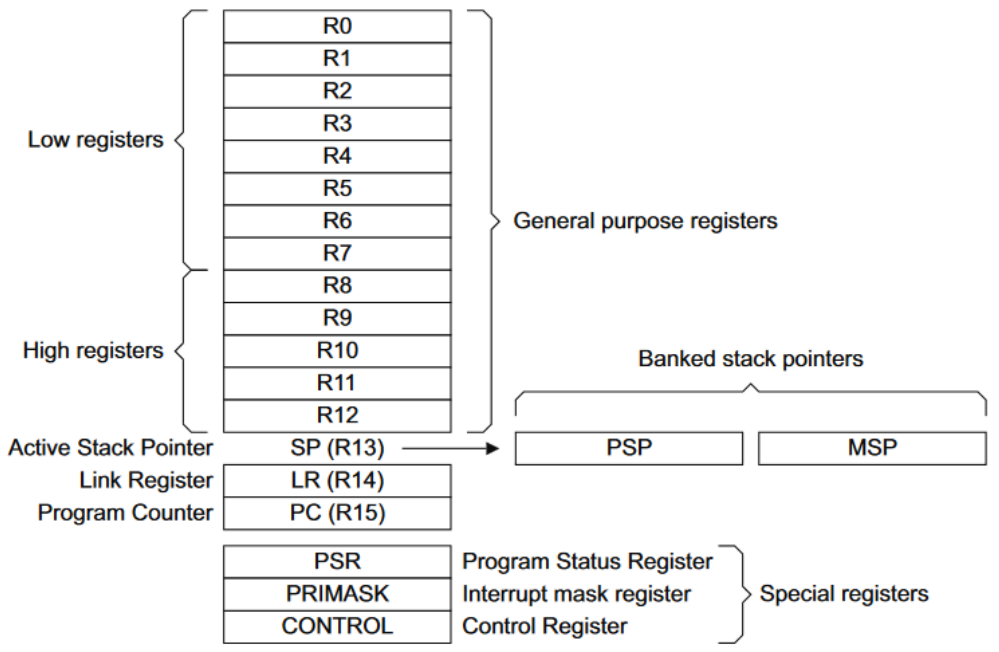 R0
R1
R2
Low registers
R3
R4
R5
R6
General purpose registers
R7
R8
R9
High registers
R10
Banked stack pointers
R11
R12
Active Stack Pointer SP (R13) PSP MSP
Link Register LR (R14)
Program Counter PC (R15)
PSR Program Status Register
PRIMASK Interrupt mask register Special registers
CONTROL Control Register